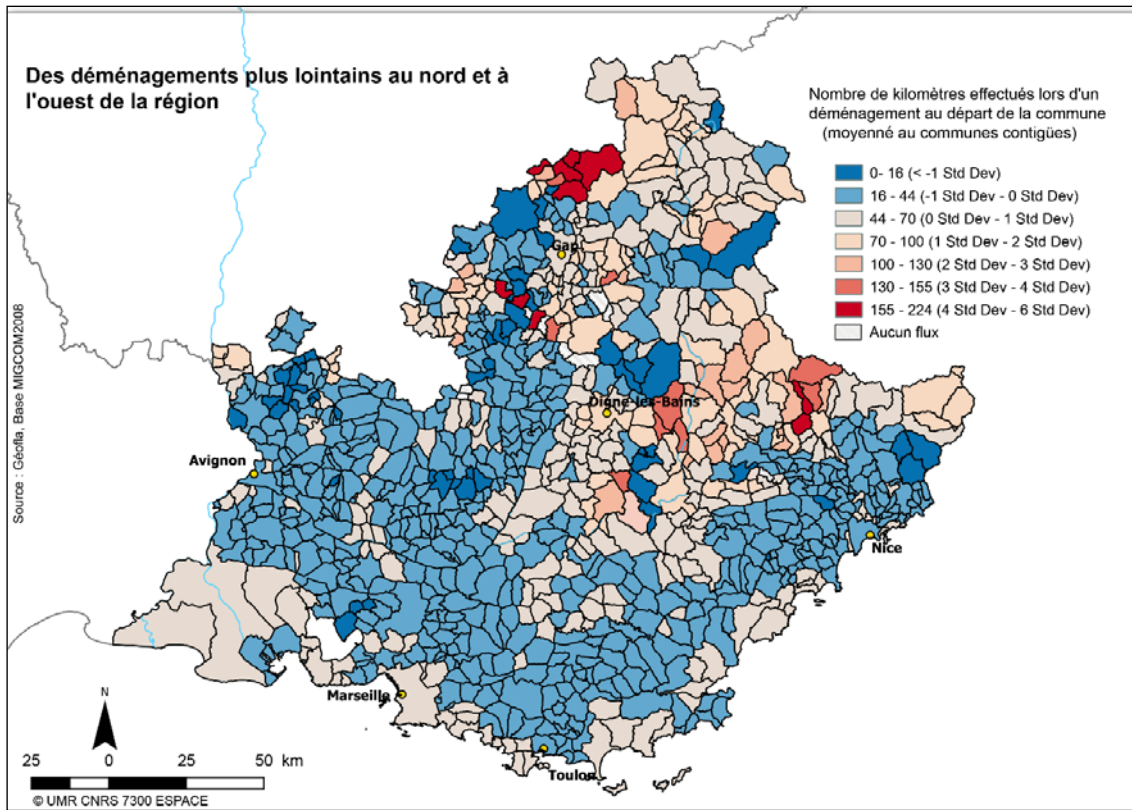 Des déménagements plus lointains au nord et à
l'ouest de la région
Nombre de kilomètres effectués lors d'un
déménagement au départ de la commune
(moyenné au communes contigües)
0- 16 (< -1 Std Dev)
16 - 44 (-1 Std Dev - 0 Std Dev)
44 - 70 (0 Std Dev - 1 Std Dev)
70 - 100 (1 Std Dev - 2 Std Dev)
100 - 130 (2 Std Dev - 3 Std Dev)
130 - 155 (3 Std Dev - 4 Std Dev)
155 - 224 (4 Std Dev - 6 Std Dev)
Aucun flux
Gap
Digne-les-Bains
Avignon
Nice
Marseille
Toulon
Source : Géofla, Base MIGCOM2008
N
25 0 25 50 km
© UMR CNRS 7300 ESPACE